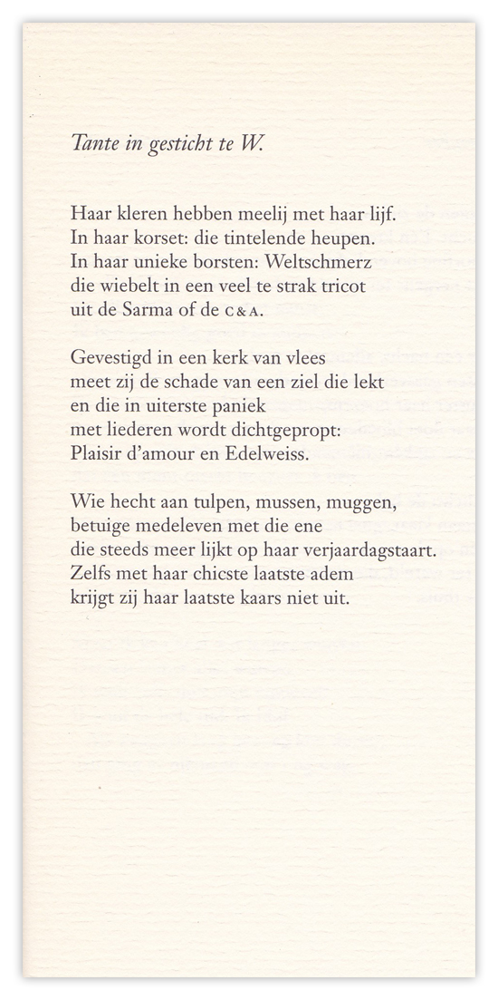 Tante in gesticht te W.
Haar kleren hebben meelij met haar lijf.
In haar korset: die tintelende heupen.
In haar unieke borsten: Weltschmerz
die wiebelt in een veel te strak tricot
uit de Sarma of de C&A.
Gevestigd in een kerk van vlees
meet zij de schade van een ziel die lekt
en die in uiterste paniek
met liederen wordt dichtgepropt:
Plaisir d’amour en Edelweiss.
Wie hecht aan tulpen, mussen, muggen,
betuige medeleven met die ene
die steeds meer lijkt op haar verjaardagstaart.
Zelfs met haar chicste laatste adem
krijgt zij haar laatste kaars niet uit.